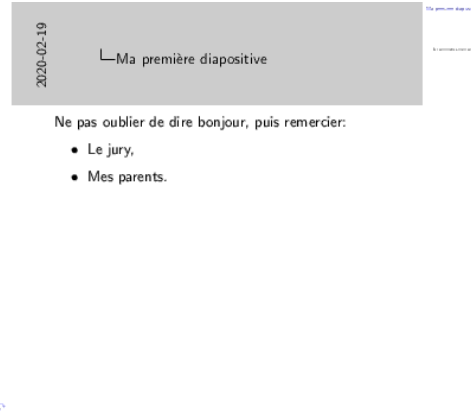 2020-02-19
Ma première diapositive
Ma première diapo
Ne pas oublier de dire bonjour, puis remercier:
• Le jury,
• Mes parents.